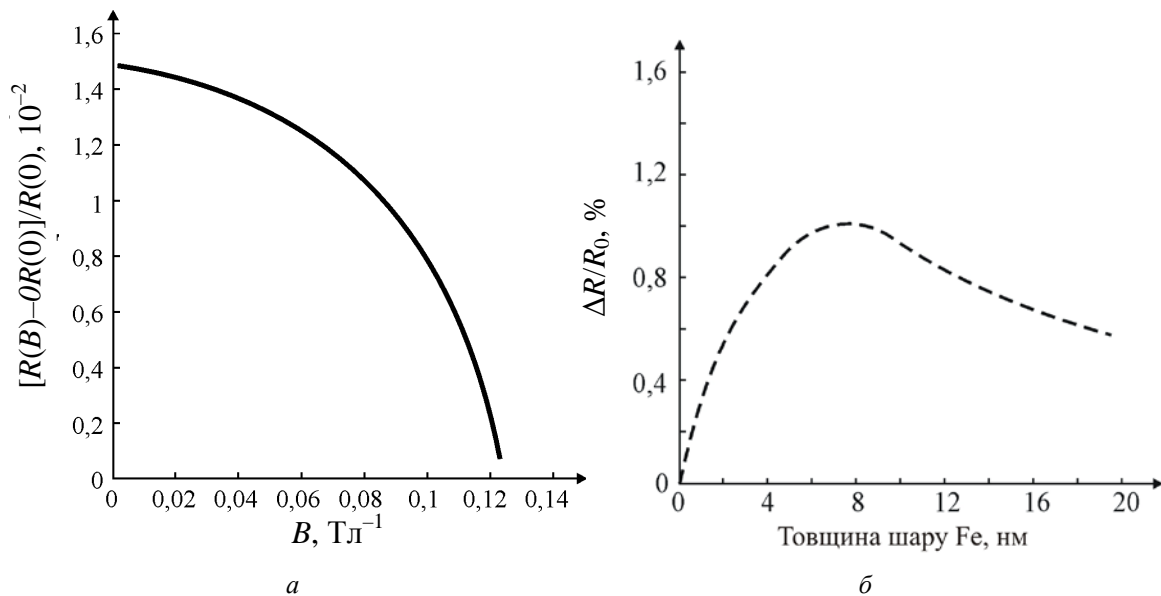 1,6
1,4
1,2
1
0,8
0,6
0,4
0,2
0
[R(B)–0R(0)]/R(0), 10⁻²
0 0,02 0,04 0,06 0,08 0,1 0,12 0,14
B, Тл⁻¹
а
1,6
1,2
0,8
0,4
0
ΔR/R₀, %
0 4 8 12 16 20
Товщина шару Fe, нм
б